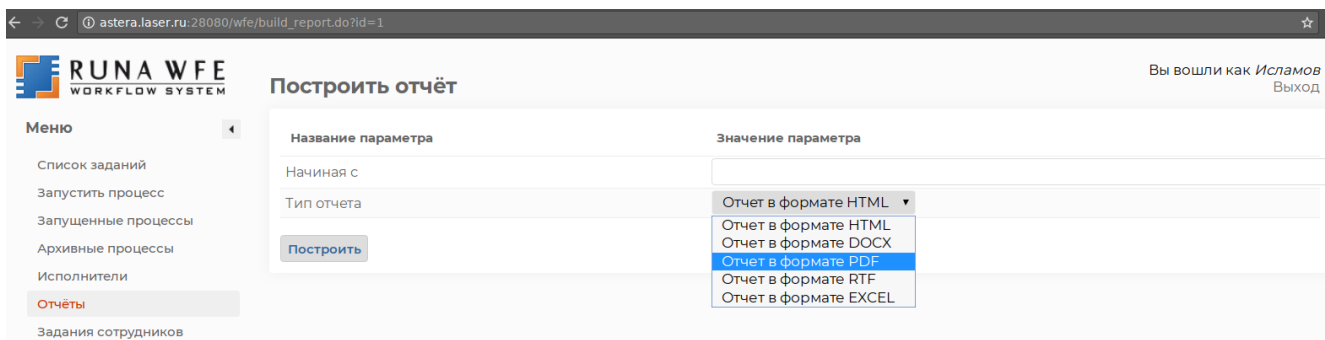 astera.laser.ru:28080/wfe/build_report.do?id=1
RUNA WFE
WORKFLOW SYSTEM
Построить отчёт
Вы вошли как Исламов
Выход
Меню
Список заданий
Запустить процесс
Запущенные процессы
Архивные процессы
Исполнители
Отчёты
Задания сотрудников
Название параметра Значение параметра
Начиная с
Тип отчета Отчет в формате HTML
Отчет в формате HTML
Отчет в формате DOCX
Отчет в формате PDF
Отчет в формате RTF
Отчет в формате EXCEL
Построить